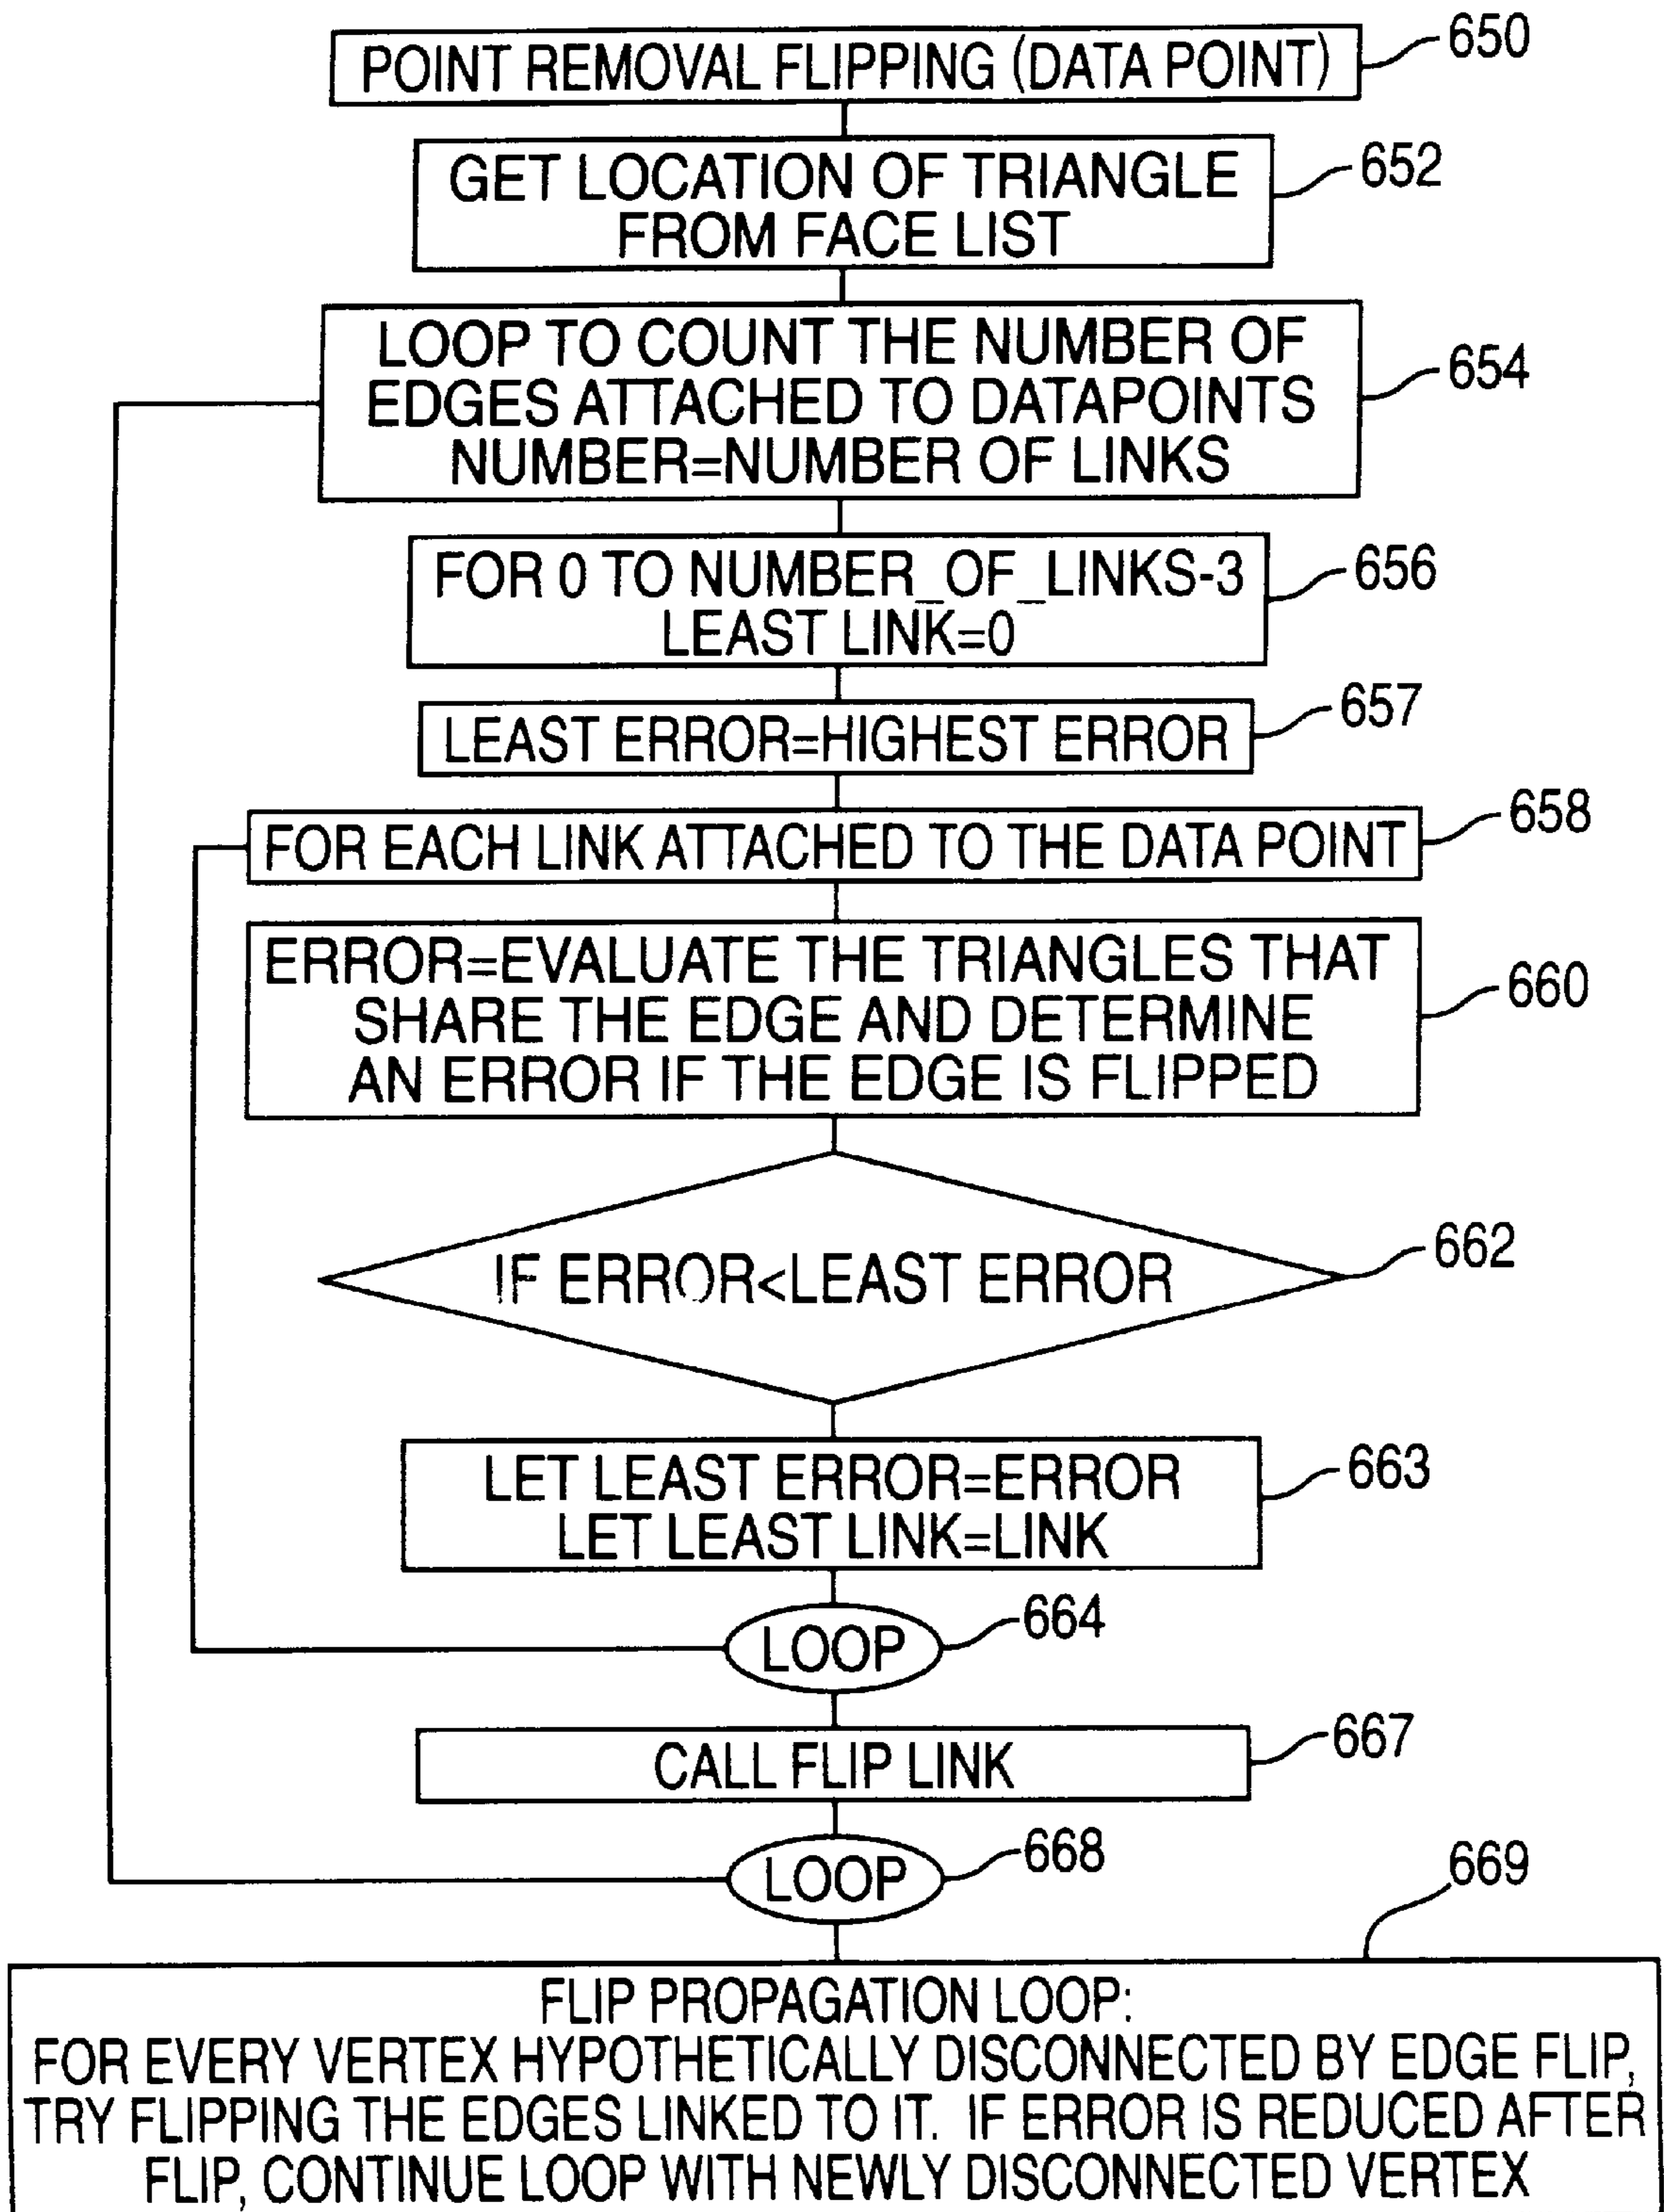 POINT REMOVAL FLIPPING (DATA POINT)
650
GET LOCATION OF TRIANGLE
FROM FACE LIST
652
LOOP TO COUNT THE NUMBER OF
EDGES ATTACHED TO DATAPOINTS
NUMBER=NUMBER OF LINKS
654
FOR 0 TO NUMBER_OF_LINKS-3
LEAST LINK=0
656
LEAST ERROR=HIGHEST ERROR
657
FOR EACH LINK ATTACHED TO THE DATA POINT
658
ERROR=EVALUATE THE TRIANGLES THAT
SHARE THE EDGE AND DETERMINE
AN ERROR IF THE EDGE IS FLIPPED
660
IF ERROR<LEAST ERROR
662
LET LEAST ERROR=ERROR
LET LEAST LINK=LINK
663
LOOP
664
CALL FLIP LINK
667
LOOP
668
669
FLIP PROPAGATION LOOP:
FOR EVERY VERTEX HYPOTHETICALLY DISCONNECTED BY EDGE FLIP,
TRY FLIPPING THE EDGES LINKED TO IT. IF ERROR IS REDUCED AFTER
FLIP, CONTINUE LOOP WITH NEWLY DISCONNECTED VERTEX